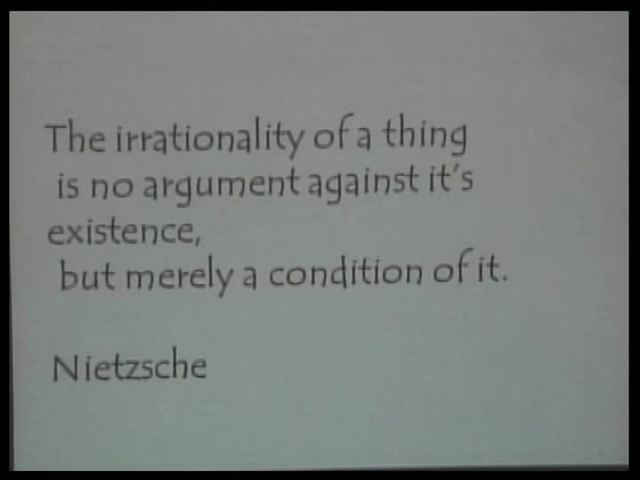 The irrationality of a thing
is no argument against it's
existence,
but merely a condition of it.
Nietzsche